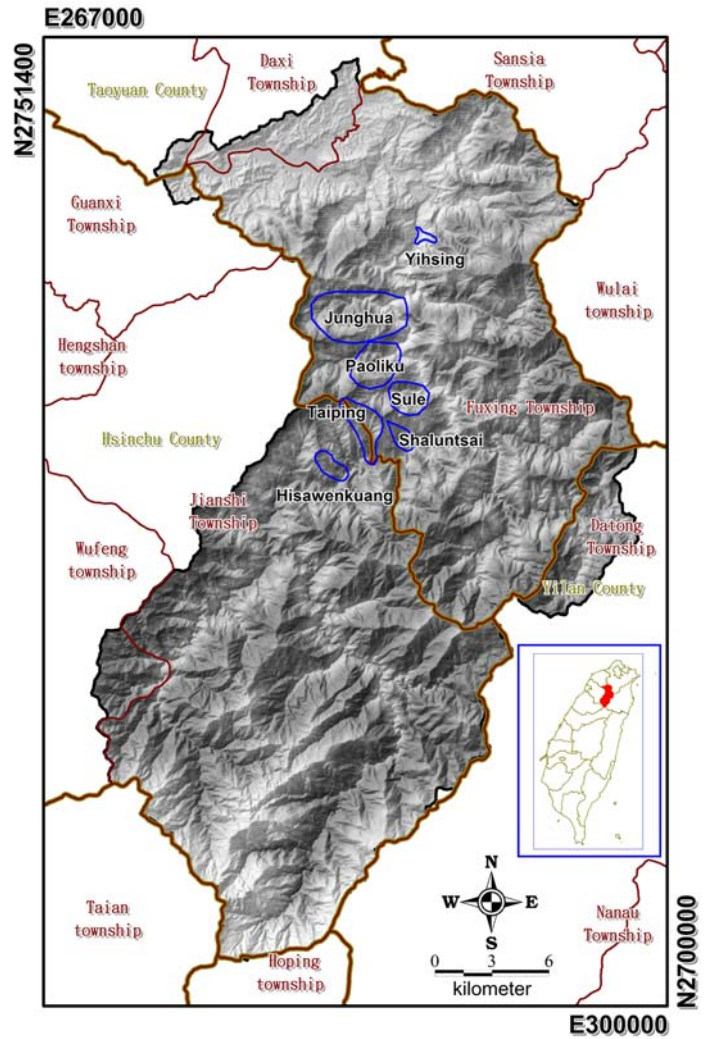 E267000
N2751400
Daxi
Township
Sansia
Township
Taoyuan County
Guanxi
Township
Yihsing
Wulai
township
Junghua
Hengshan
township
Paoliku
Sule
Taiping
Fuxing Township
Hsinchu County
Shaluntsai
Hisawenkuang
Jianshi
Township
Datong
Township
Wufeng
township
Yilan County
N
W E
S
Taian
township
Nanau
Township
Hoping
township
0 3 6
kilometer
N2700000
E300000